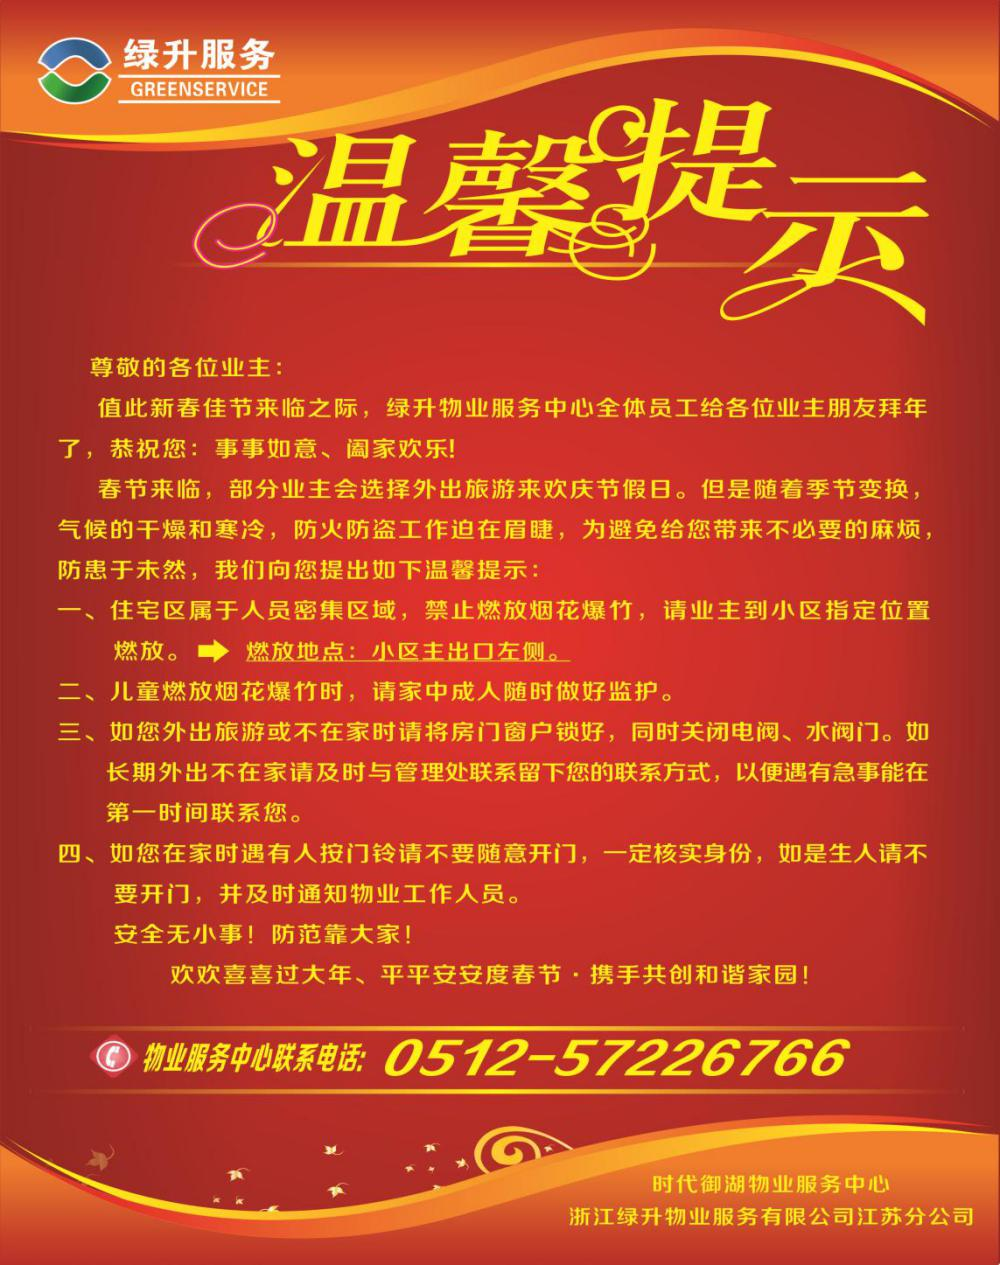 绿升服务
GREENSERVICE
温馨提示
尊敬的各位业主：
值此新春佳节来临之际，绿升物业服务中心全体员工给各位业主朋友拜年
了，恭祝您：事事如意、阖家欢乐!
春节来临，部分业主会选择外出旅游来欢庆节假日。但是随着季节变换，
气候的干燥和寒冷，防火防盗工作迫在眉睫，为避免给您带来不必要的麻烦，
防患于未然，我们向您提出如下温馨提示：
一、住宅区属于人员密集区域，禁止燃放烟花爆竹，请业主到小区指定位置
燃放。➡ 燃放地点：小区主出口左侧。
二、儿童燃放烟花爆竹时，请家中成人随时做好监护。
三、如您外出旅游或不在家时请将房门窗户锁好，同时关闭电阀、水阀门。如
长期外出不在家请及时与管理处联系留下您的联系方式，以便遇有急事能在
第一时间联系您。
四、如您在家时遇有人按门铃请不要随意开门，一定核实身份，如是生人请不
要开门，并及时通知物业工作人员。
安全无小事！防范靠大家！
欢欢喜喜过大年、平平安安度春节·携手共创和谐家园！
物业服务中心联系电话: 0512-57226766
时代御湖物业服务中心
浙江绿升物业服务有限公司江苏分公司